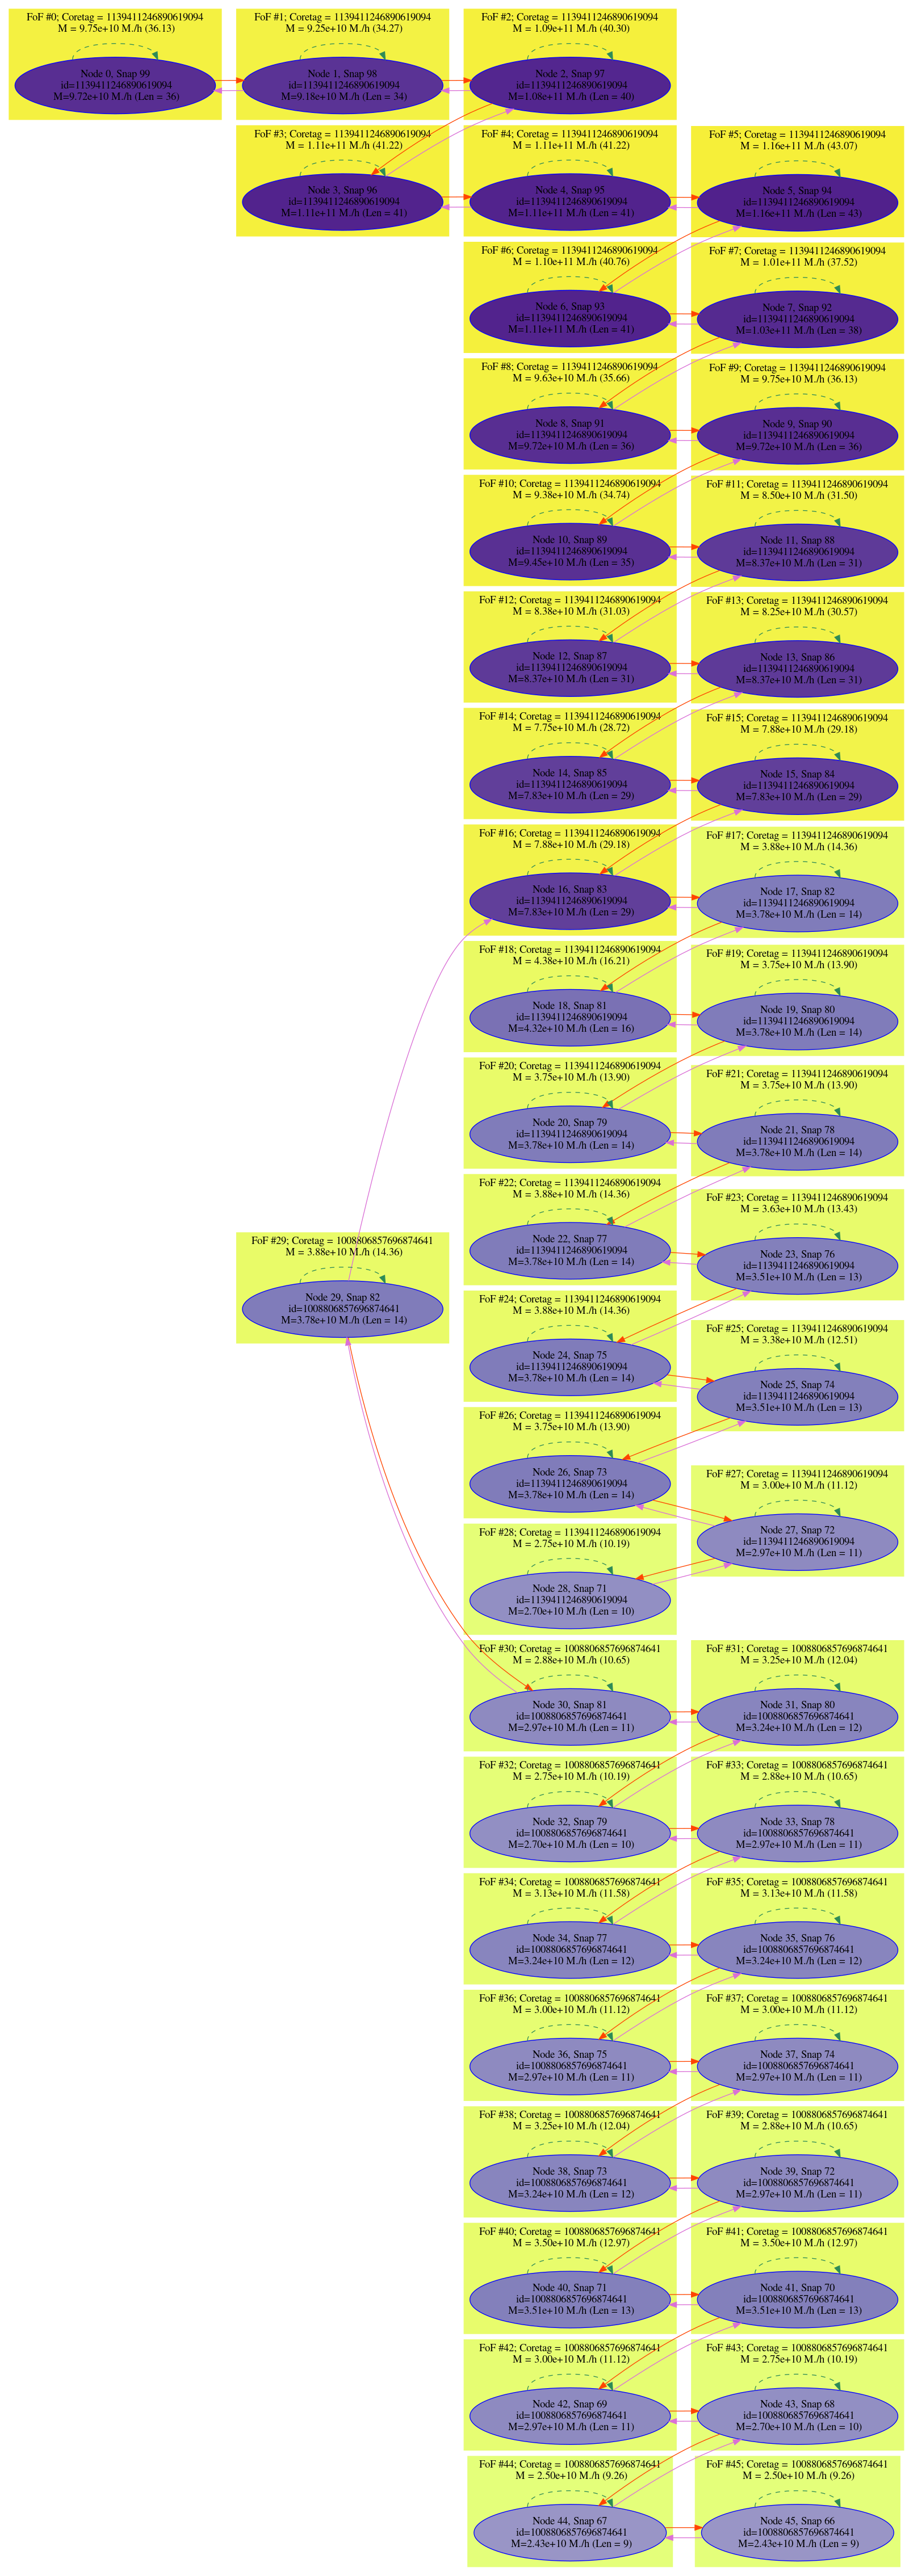 FoF #0; Coretag = 1139411246890619094
M = 9.75e+10 M./h (36.13)
Node 0, Snap 99
id=1139411246890619094
M=9.72e+10 M./h (Len = 36)
FoF #1; Coretag = 1139411246890619094
M = 9.25e+10 M./h (34.27)
Node 1, Snap 98
id=1139411246890619094
M=9.18e+10 M./h (Len = 34)
FoF #2; Coretag = 1139411246890619094
M = 1.09e+11 M./h (40.30)
Node 2, Snap 97
id=1139411246890619094
M=1.08e+11 M./h (Len = 40)
FoF #3; Coretag = 1139411246890619094
M = 1.11e+11 M./h (41.22)
Node 3, Snap 96
id=1139411246890619094
M=1.11e+11 M./h (Len = 41)
FoF #4; Coretag = 1139411246890619094
M = 1.11e+11 M./h (41.22)
Node 4, Snap 95
id=1139411246890619094
M=1.11e+11 M./h (Len = 41)
FoF #5; Coretag = 1139411246890619094
M = 1.16e+11 M./h (43.07)
Node 5, Snap 94
id=1139411246890619094
M=1.16e+11 M./h (Len = 43)
FoF #6; Coretag = 1139411246890619094
M = 1.10e+11 M./h (40.76)
Node 6, Snap 93
id=1139411246890619094
M=1.11e+11 M./h (Len = 41)
FoF #7; Coretag = 1139411246890619094
M = 1.01e+11 M./h (37.52)
Node 7, Snap 92
id=1139411246890619094
M=1.03e+11 M./h (Len = 38)
FoF #8; Coretag = 1139411246890619094
M = 9.63e+10 M./h (35.66)
Node 8, Snap 91
id=1139411246890619094
M=9.72e+10 M./h (Len = 36)
FoF #9; Coretag = 1139411246890619094
M = 9.75e+10 M./h (36.13)
Node 9, Snap 90
id=1139411246890619094
M=9.72e+10 M./h (Len = 36)
FoF #10; Coretag = 1139411246890619094
M = 9.38e+10 M./h (34.74)
Node 10, Snap 89
id=1139411246890619094
M=9.45e+10 M./h (Len = 35)
FoF #11; Coretag = 1139411246890619094
M = 8.50e+10 M./h (31.50)
Node 11, Snap 88
id=1139411246890619094
M=8.37e+10 M./h (Len = 31)
FoF #12; Coretag = 1139411246890619094
M = 8.38e+10 M./h (31.03)
Node 12, Snap 87
id=1139411246890619094
M=8.37e+10 M./h (Len = 31)
FoF #13; Coretag = 1139411246890619094
M = 8.25e+10 M./h (30.57)
Node 13, Snap 86
id=1139411246890619094
M=8.37e+10 M./h (Len = 31)
FoF #14; Coretag = 1139411246890619094
M = 7.75e+10 M./h (28.72)
Node 14, Snap 85
id=1139411246890619094
M=7.83e+10 M./h (Len = 29)
FoF #15; Coretag = 1139411246890619094
M = 7.88e+10 M./h (29.18)
Node 15, Snap 84
id=1139411246890619094
M=7.83e+10 M./h (Len = 29)
FoF #16; Coretag = 1139411246890619094
M = 7.88e+10 M./h (29.18)
Node 16, Snap 83
id=1139411246890619094
M=7.83e+10 M./h (Len = 29)
FoF #17; Coretag = 1139411246890619094
M = 3.88e+10 M./h (14.36)
Node 17, Snap 82
id=1139411246890619094
M=3.78e+10 M./h (Len = 14)
FoF #18; Coretag = 1139411246890619094
M = 4.38e+10 M./h (16.21)
Node 18, Snap 81
id=1139411246890619094
M=4.32e+10 M./h (Len = 16)
FoF #19; Coretag = 1139411246890619094
M = 3.75e+10 M./h (13.90)
Node 19, Snap 80
id=1139411246890619094
M=3.78e+10 M./h (Len = 14)
FoF #20; Coretag = 1139411246890619094
M = 3.75e+10 M./h (13.90)
Node 20, Snap 79
id=1139411246890619094
M=3.78e+10 M./h (Len = 14)
FoF #21; Coretag = 1139411246890619094
M = 3.75e+10 M./h (13.90)
Node 21, Snap 78
id=1139411246890619094
M=3.78e+10 M./h (Len = 14)
FoF #22; Coretag = 1139411246890619094
M = 3.88e+10 M./h (14.36)
Node 22, Snap 77
id=1139411246890619094
M=3.78e+10 M./h (Len = 14)
FoF #23; Coretag = 1139411246890619094
M = 3.63e+10 M./h (13.43)
Node 23, Snap 76
id=1139411246890619094
M=3.51e+10 M./h (Len = 13)
FoF #29; Coretag = 1008806857696874641
M = 3.88e+10 M./h (14.36)
Node 29, Snap 82
id=1008806857696874641
M=3.78e+10 M./h (Len = 14)
FoF #24; Coretag = 1139411246890619094
M = 3.88e+10 M./h (14.36)
Node 24, Snap 75
id=1139411246890619094
M=3.78e+10 M./h (Len = 14)
FoF #25; Coretag = 1139411246890619094
M = 3.38e+10 M./h (12.51)
Node 25, Snap 74
id=1139411246890619094
M=3.51e+10 M./h (Len = 13)
FoF #26; Coretag = 1139411246890619094
M = 3.75e+10 M./h (13.90)
Node 26, Snap 73
id=1139411246890619094
M=3.78e+10 M./h (Len = 14)
FoF #27; Coretag = 1139411246890619094
M = 3.00e+10 M./h (11.12)
Node 27, Snap 72
id=1139411246890619094
M=2.97e+10 M./h (Len = 11)
FoF #28; Coretag = 1139411246890619094
M = 2.75e+10 M./h (10.19)
Node 28, Snap 71
id=1139411246890619094
M=2.70e+10 M./h (Len = 10)
FoF #30; Coretag = 1008806857696874641
M = 2.88e+10 M./h (10.65)
Node 30, Snap 81
id=1008806857696874641
M=2.97e+10 M./h (Len = 11)
FoF #31; Coretag = 1008806857696874641
M = 3.25e+10 M./h (12.04)
Node 31, Snap 80
id=1008806857696874641
M=3.24e+10 M./h (Len = 12)
FoF #32; Coretag = 1008806857696874641
M = 2.75e+10 M./h (10.19)
Node 32, Snap 79
id=1008806857696874641
M=2.70e+10 M./h (Len = 10)
FoF #33; Coretag = 1008806857696874641
M = 2.88e+10 M./h (10.65)
Node 33, Snap 78
id=1008806857696874641
M=2.97e+10 M./h (Len = 11)
FoF #34; Coretag = 1008806857696874641
M = 3.13e+10 M./h (11.58)
Node 34, Snap 77
id=1008806857696874641
M=3.24e+10 M./h (Len = 12)
FoF #35; Coretag = 1008806857696874641
M = 3.13e+10 M./h (11.58)
Node 35, Snap 76
id=1008806857696874641
M=3.24e+10 M./h (Len = 12)
FoF #36; Coretag = 1008806857696874641
M = 3.00e+10 M./h (11.12)
Node 36, Snap 75
id=1008806857696874641
M=2.97e+10 M./h (Len = 11)
FoF #37; Coretag = 1008806857696874641
M = 3.00e+10 M./h (11.12)
Node 37, Snap 74
id=1008806857696874641
M=2.97e+10 M./h (Len = 11)
FoF #38; Coretag = 1008806857696874641
M = 3.25e+10 M./h (12.04)
Node 38, Snap 73
id=1008806857696874641
M=3.24e+10 M./h (Len = 12)
FoF #39; Coretag = 1008806857696874641
M = 2.88e+10 M./h (10.65)
Node 39, Snap 72
id=1008806857696874641
M=2.97e+10 M./h (Len = 11)
FoF #40; Coretag = 1008806857696874641
M = 3.50e+10 M./h (12.97)
Node 40, Snap 71
id=1008806857696874641
M=3.51e+10 M./h (Len = 13)
FoF #41; Coretag = 1008806857696874641
M = 3.50e+10 M./h (12.97)
Node 41, Snap 70
id=1008806857696874641
M=3.51e+10 M./h (Len = 13)
FoF #42; Coretag = 1008806857696874641
M = 3.00e+10 M./h (11.12)
Node 42, Snap 69
id=1008806857696874641
M=2.97e+10 M./h (Len = 11)
FoF #43; Coretag = 1008806857696874641
M = 2.75e+10 M./h (10.19)
Node 43, Snap 68
id=1008806857696874641
M=2.70e+10 M./h (Len = 10)
FoF #44; Coretag = 1008806857696874641
M = 2.50e+10 M./h (9.26)
Node 44, Snap 67
id=1008806857696874641
M=2.43e+10 M./h (Len = 9)
FoF #45; Coretag = 1008806857696874641
M = 2.50e+10 M./h (9.26)
Node 45, Snap 66
id=1008806857696874641
M=2.43e+10 M./h (Len = 9)